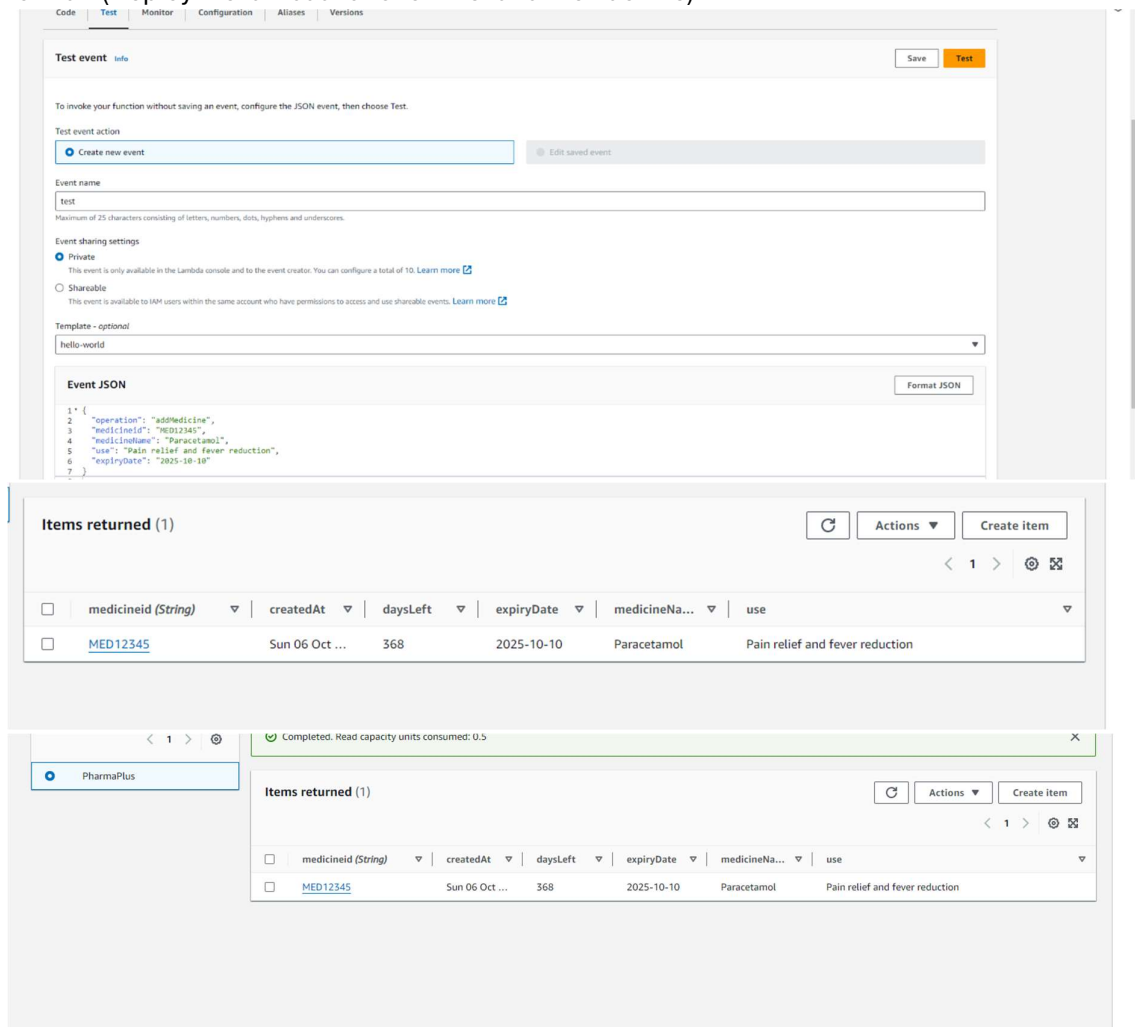 Code Test Monitor Configuration Aliases Versions
Test event Info Save Test
To invoke your function without saving an event, configure the JSON event, then choose Test.
Test event action
Create new event Edit saved event
Event name
test
Maximum of 25 characters consisting of letters, numbers, dots, hyphens and underscores.
Event sharing settings
Private
This event is only available in the Lambda console and to the event creator. You can configure a total of 10. Learn more
Shareable
This event is available to IAM users within the same account who have permissions to access and use shareable events. Learn more
Template - optional
hello-world
Event JSON Format JSON
1 {
2 "operation": "addMedicine",
3 "medicineid": "MED12345",
4 "medicineName": "Paracetamol",
5 "use": "Pain relief and fever reduction",
6 "expiryDate": "2025-10-10"
7 }
Items returned (1) Actions Create item
1
medicineid (String) createdAt daysLeft expiryDate medicineNa... use
MED12345 Sun 06 Oct ... 368 2025-10-10 Paracetamol Pain relief and fever reduction
1 Completed. Read capacity units consumed: 0.5
PharmaPlus
Items returned (1) Actions Create item
1
medicineid (String) createdAt daysLeft expiryDate medicineNa... use
MED12345 Sun 06 Oct ... 368 2025-10-10 Paracetamol Pain relief and fever reduction